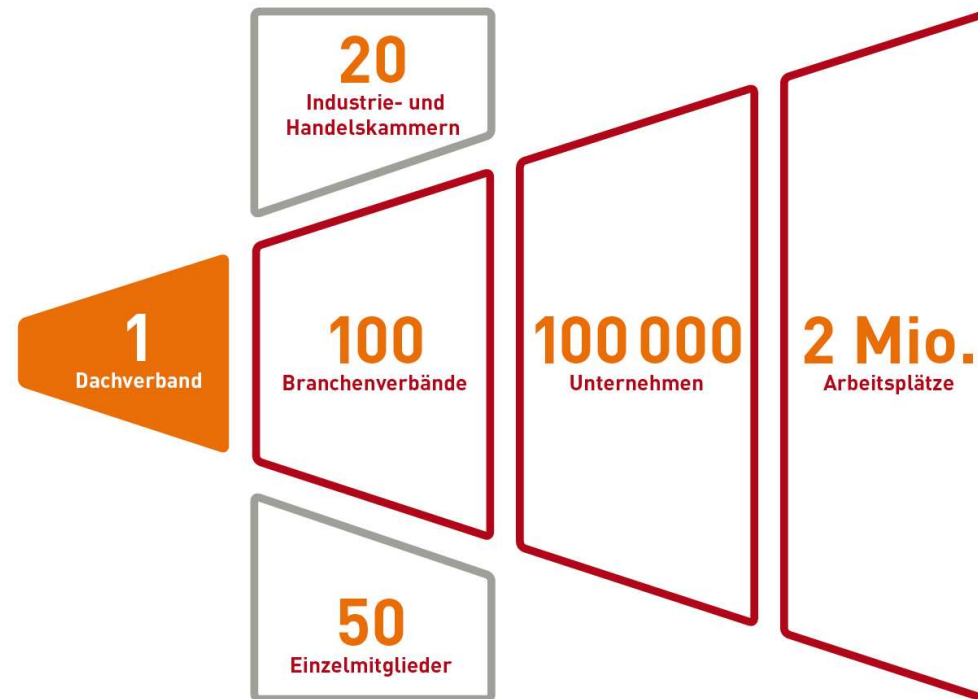 20
Industrie- und
Handelskammern
1
Dachverband
100
Branchenverbände
100 000
Unternehmen
2 Mio.
Arbeitsplätze
50
Einzelmitglieder